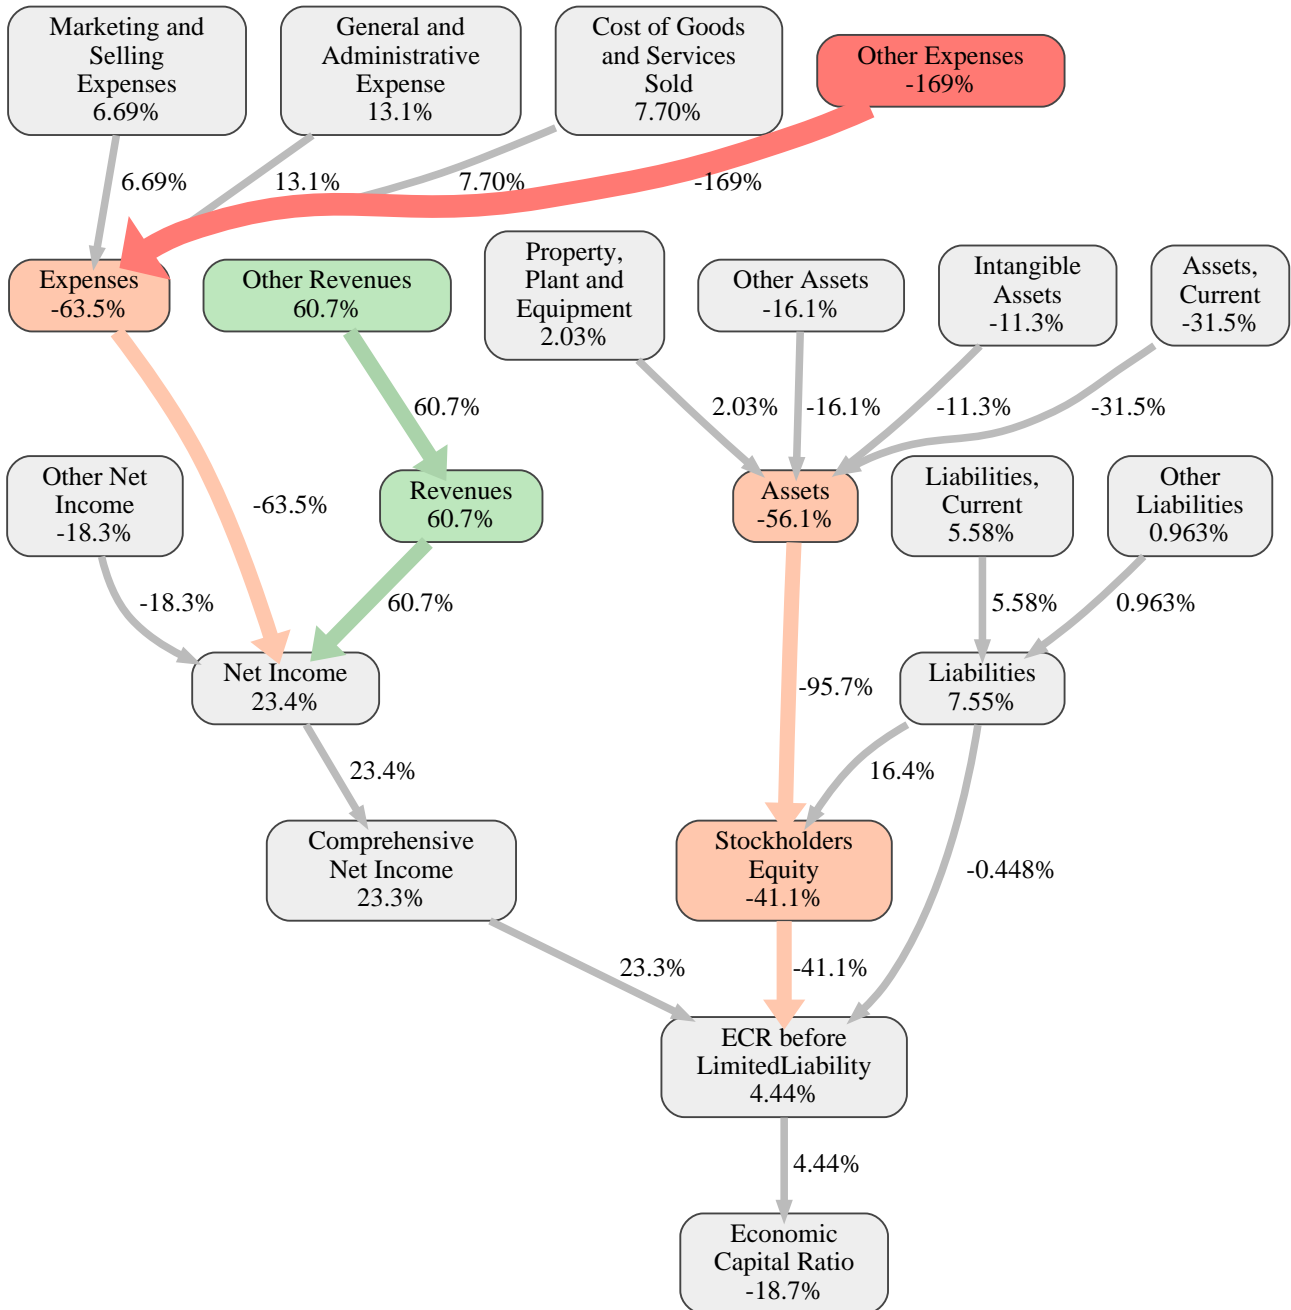 Marketing and
Selling
Expenses
6.69%
General and
Administrative
Expense
13.1%
Cost of Goods
and Services
Sold
7.70%
Other Expenses
-169%
6.69%
13.1%
7.70%
-169%
Expenses
-63.5%
Other Revenues
60.7%
Property,
Plant and
Equipment
2.03%
Other Assets
-16.1%
Intangible
Assets
-11.3%
Assets,
Current
-31.5%
60.7%
2.03%
-16.1%
-11.3%
-31.5%
Other Net
Income
-18.3%
-63.5%
Revenues
60.7%
Assets
-56.1%
Liabilities,
Current
5.58%
Other
Liabilities
0.963%
-18.3%
60.7%
5.58%
0.963%
Net Income
23.4%
-95.7%
Liabilities
7.55%
23.4%
16.4%
Comprehensive
Net Income
23.3%
Stockholders
Equity
-41.1%
-0.448%
23.3%
-41.1%
ECR before
LimitedLiability
4.44%
4.44%
Economic
Capital Ratio
-18.7%